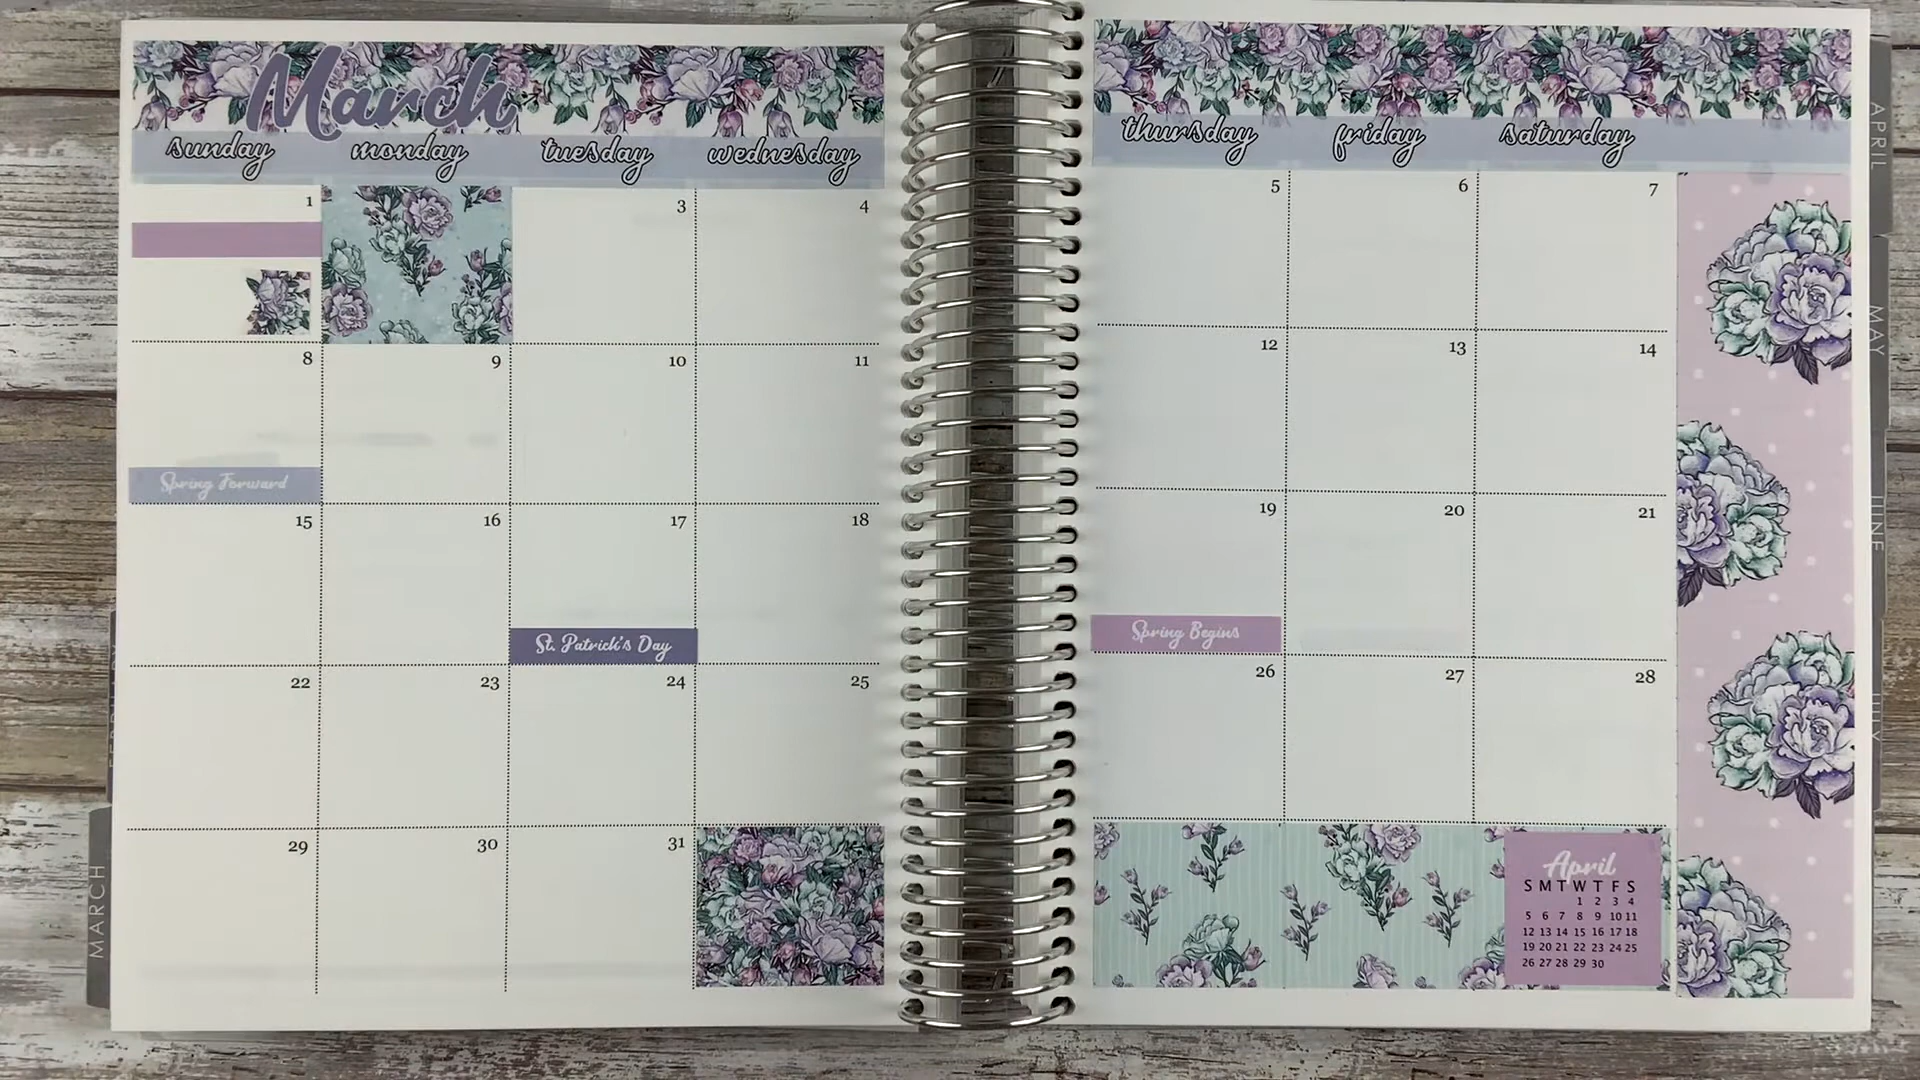 March
sunday monday tuesday wednesday thursday friday saturday
1 3 4 5 6 7
8 9 10 11 12 13 14
Spring Forward
15 16 17 18 19 20 21
St. Patrick's Day Spring Begins
22 23 24 25 26 27 28
29 30 31
April
S M T W T F S
1 2 3 4
5 6 7 8 9 10 11
12 13 14 15 16 17 18
19 20 21 22 23 24 25
26 27 28 29 30
MARCH
APRIL
MAY
JUNE
JULY